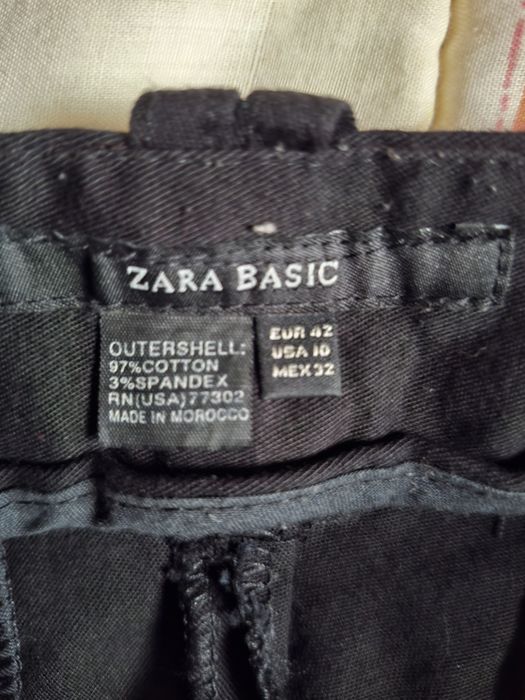 ZARA BASIC
OUTERSHELL:
97%COTTON
3%SPANDEX
RN(USA)77302
MADE IN MOROCCO
EUR 42
USA 10
MEX 32